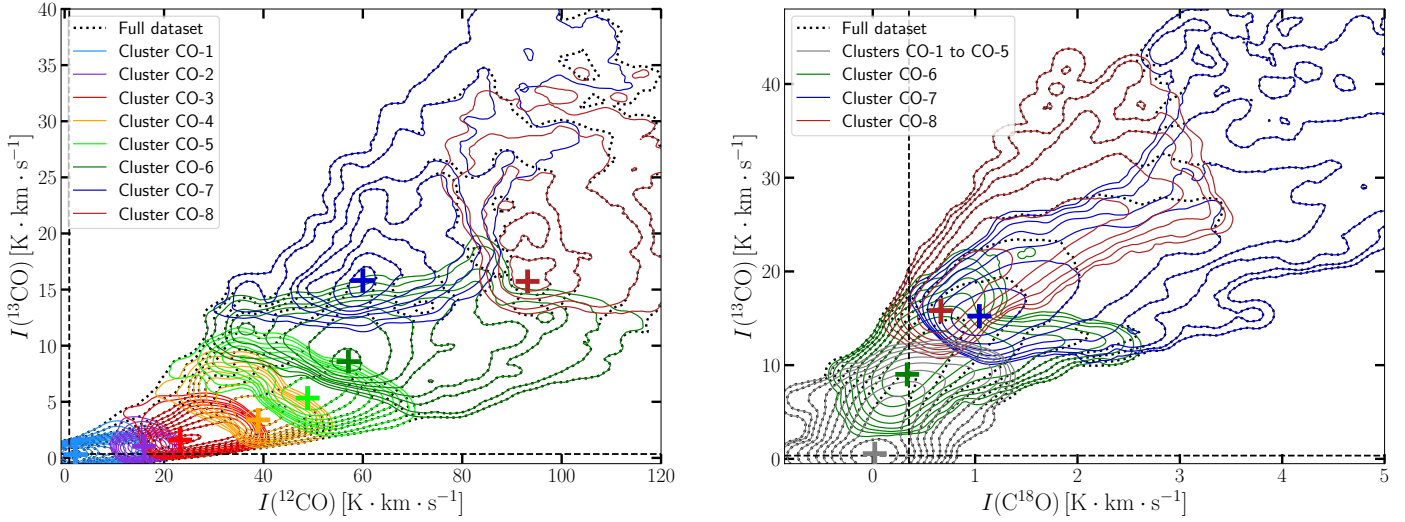 40
35
30
25
20
15
10
5
0
I(¹³CO) [K · km · s⁻¹]
Full dataset
Cluster CO-1
Cluster CO-2
Cluster CO-3
Cluster CO-4
Cluster CO-5
Cluster CO-6
Cluster CO-7
Cluster CO-8
0 20 40 60 80 100 120
I(¹²CO) [K · km · s⁻¹]
40
30
20
10
0
I(¹³CO) [K · km · s⁻¹]
Full dataset
Clusters CO-1 to CO-5
Cluster CO-6
Cluster CO-7
Cluster CO-8
0 1 2 3 4 5
I(C¹⁸O) [K · km · s⁻¹]